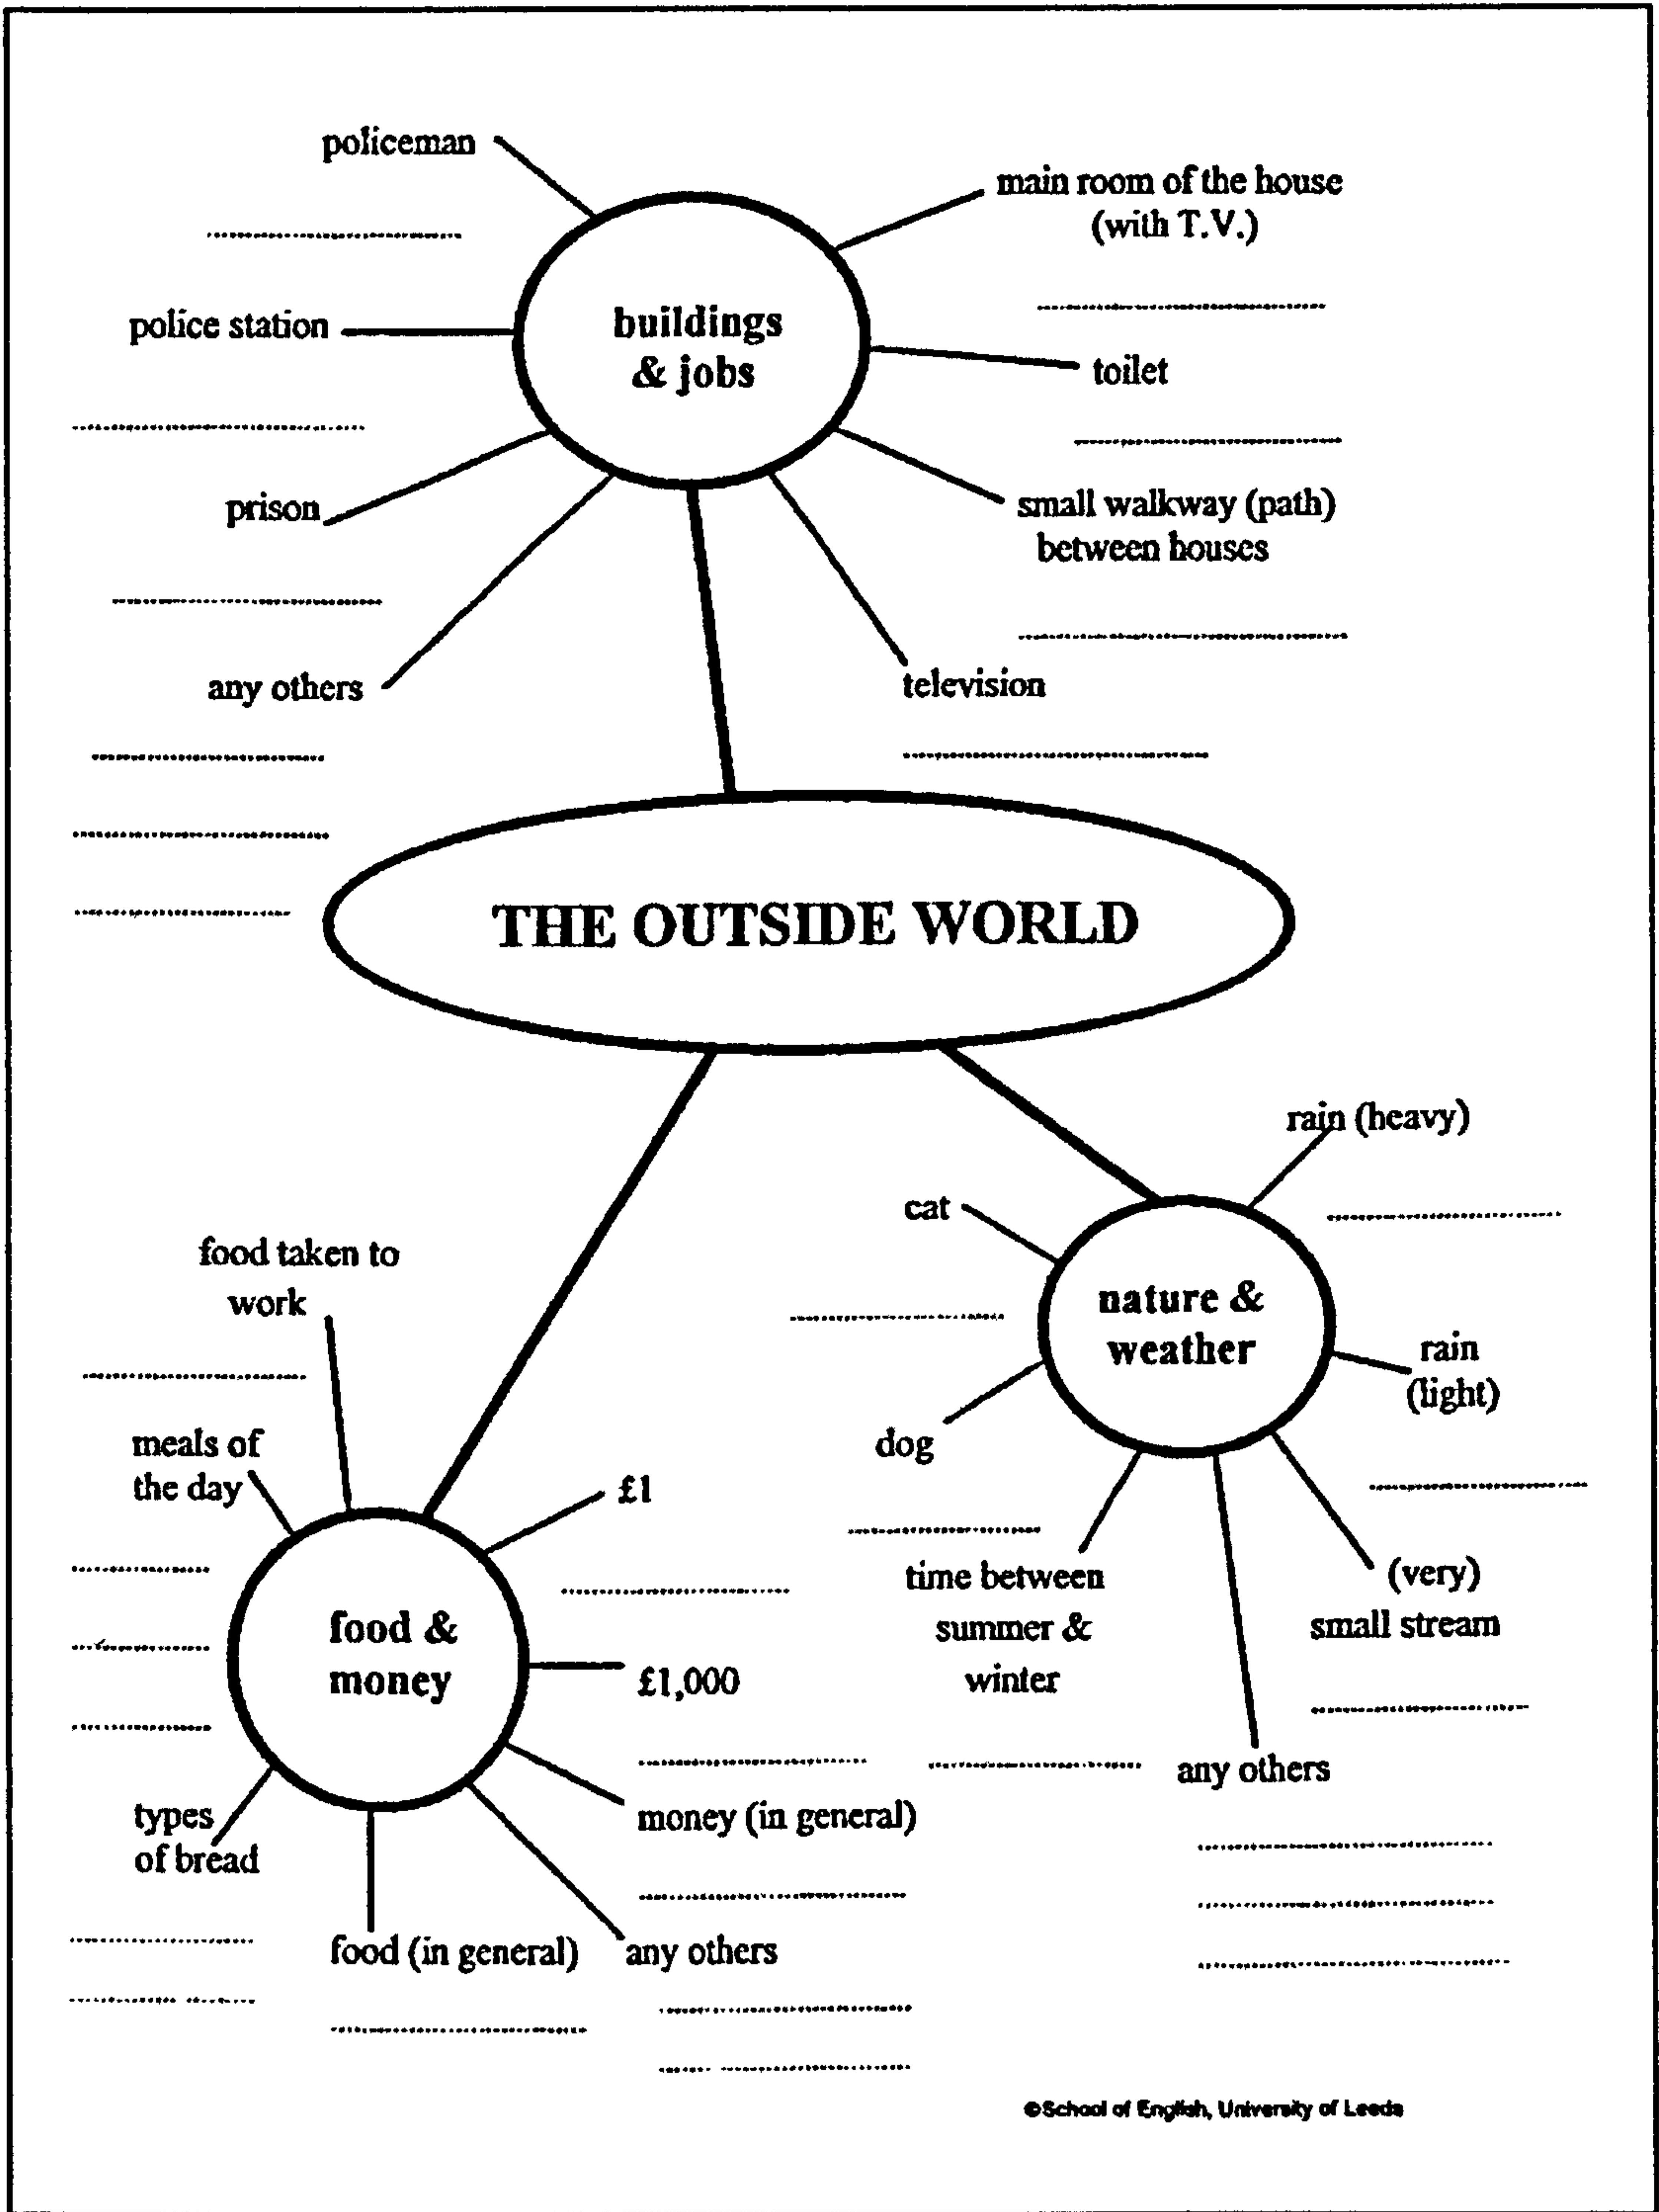 policeman
main room of the house
(with T.V.)
police station
buildings
& jobs
toilet
prison
small walkway (path)
between houses
any others
television
THE OUTSIDE WORLD
rain (heavy)
cat
food taken to
work
nature &
weather
rain
(light)
meals of
the day
dog
£1
time between
summer &
winter
(very)
small stream
food &
money
£1,000
any others
types
of bread
money (in general)
food (in general)
any others
©School of English, University of Leeds